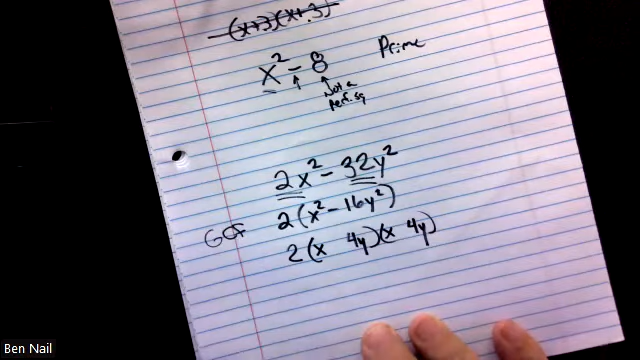 (x+3)(x+3)
x² - 8 Prime
Not a
perf. sq
2x² - 32y²
GCF 2(x² - 16y²)
2(x 4y)(x 4y)
Ben Nail